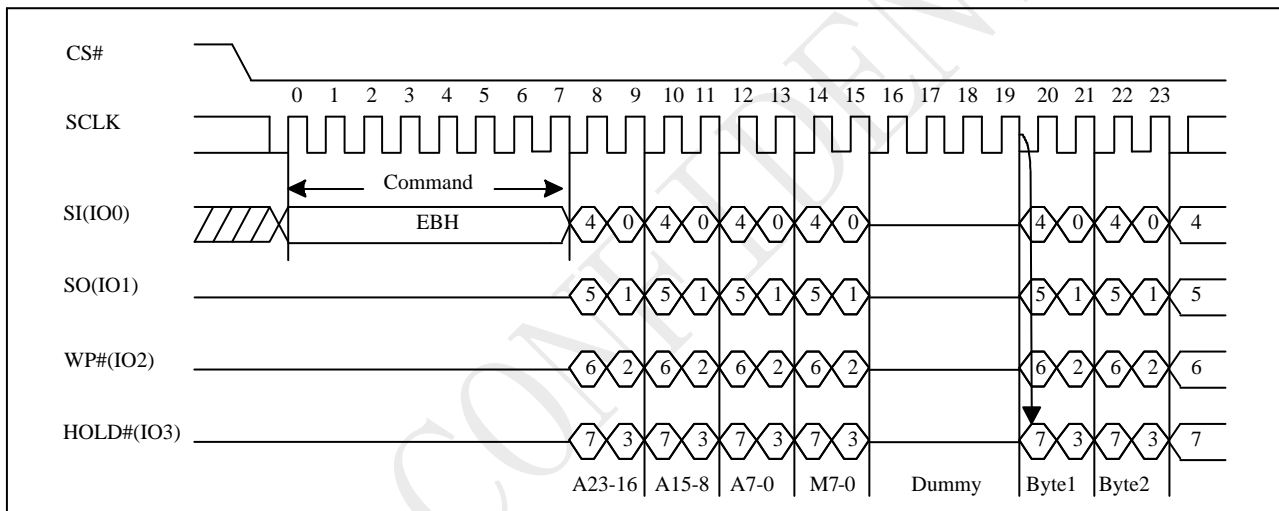 CS#
0 1 2 3 4 5 6 7 8 9 10 11 12 13 14 15 16 17 18 19 20 21 22 23
SCLK
Command
SI(IO0) EBH 4 0 4 0 4 0 4 0 4 0 4 0 4
SO(IO1) 5 1 5 1 5 1 5 1 5 1 5 1 5
WP#(IO2) 6 2 6 2 6 2 6 2 6 2 6 2 6
HOLD#(IO3) 7 3 7 3 7 3 7 3 7 3 7 3 7
A23-16 A15-8 A7-0 M7-0 Dummy Byte1 Byte2
CONFIDEN